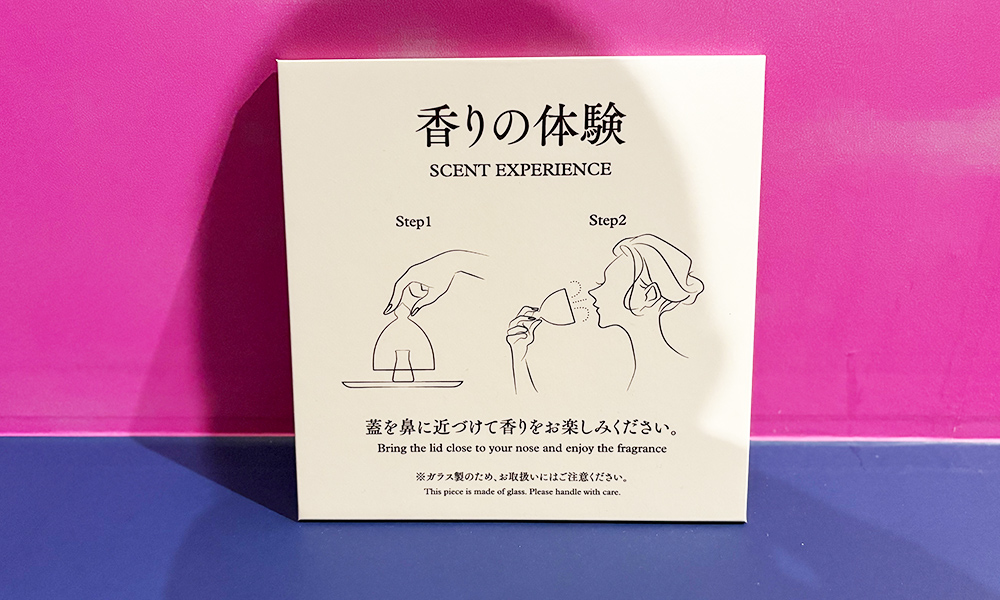 香りの体験
SCENT EXPERIENCE
Step1
Step2
蓋を鼻に近づけて香りをお楽しみください。
Bring the lid close to your nose and enjoy the fragrance
※ガラス製のため、お取扱いにはご注意ください。
This piece is made of glass. Please handle with care.